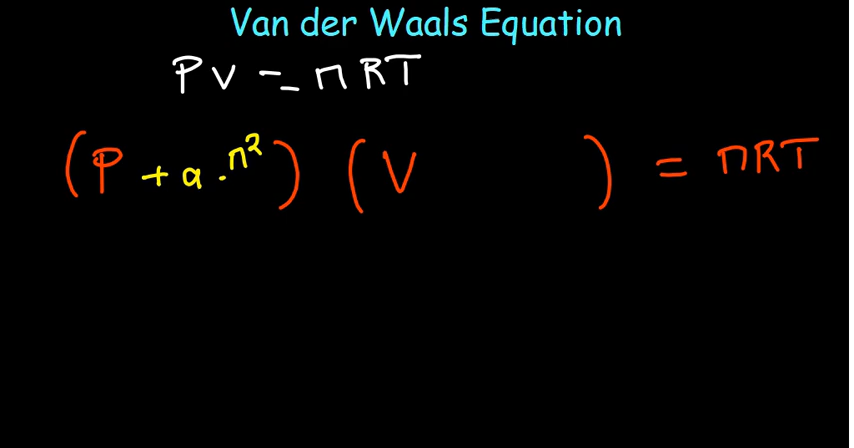 Van der Waals Equation
PV = nRT
(P + a · n²) (V ) = nRT